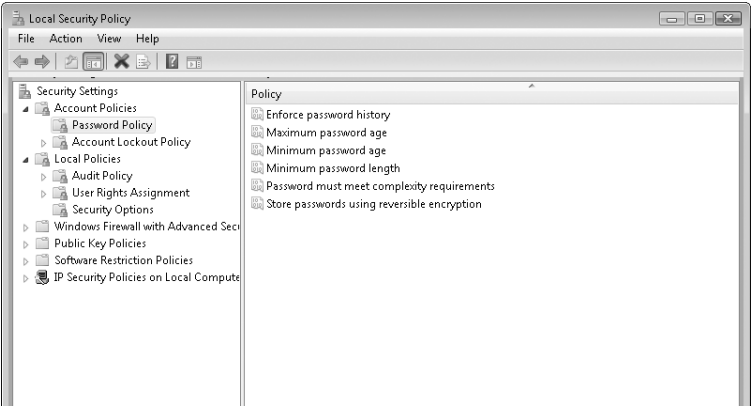 Local Security Policy
File Action View Help
Security Settings
Account Policies
Password Policy
Account Lockout Policy
Local Policies
Audit Policy
User Rights Assignment
Security Options
Windows Firewall with Advanced Secu
Public Key Policies
Software Restriction Policies
IP Security Policies on Local Compute
Policy
Enforce password history
Maximum password age
Minimum password age
Minimum password length
Password must meet complexity requirements
Store passwords using reversible encryption